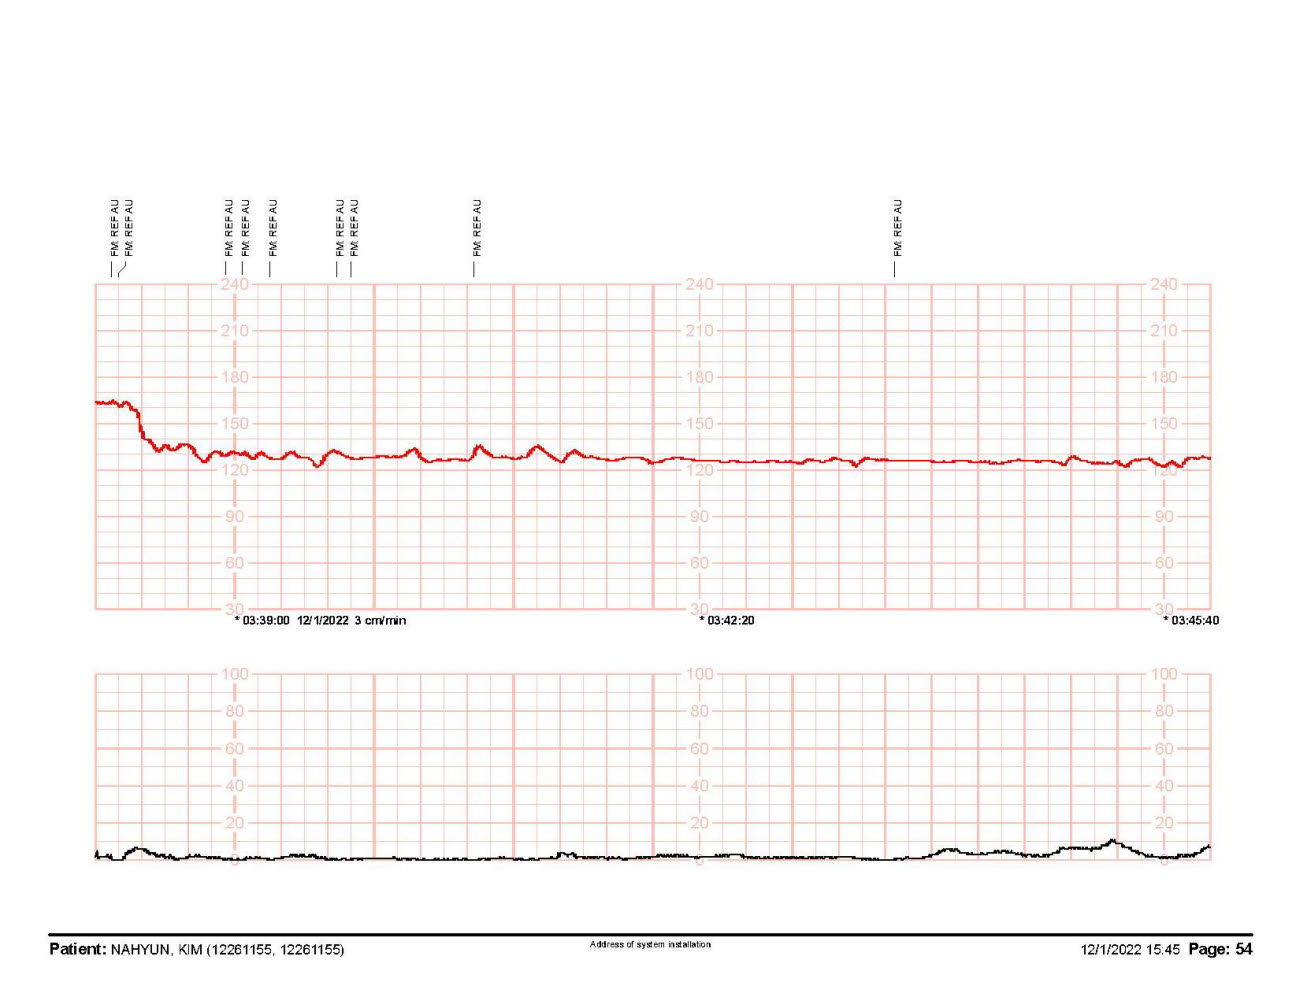 FM: REF AU
FM: REF AU
FM: REF AU
FM: REF AU
FM: REF AU
FM: REF AU
FM: REF AU
FM: REF AU
FM: REF AU
240 240 240
210 210 210
180 180 180
150 150 150
120 120 120
90 90 90
60 60 60
30 30 30
* 03:39:00 12/1/2022 3 cm/min * 03:42:20 * 03:45:40
100 100 100
80 80 80
60 60 60
40 40 40
20 20 20
0 0 0
Patient: NAHYUN, KIM (12261155, 12261155) Address of system installation 12/1/2022 15:45 Page: 54